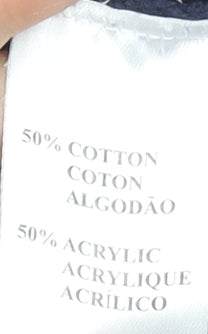 50% COTTON
COTON
ALGODÃO
50% ACRYLIC
ACRYLIQUE
ACRÍLICO